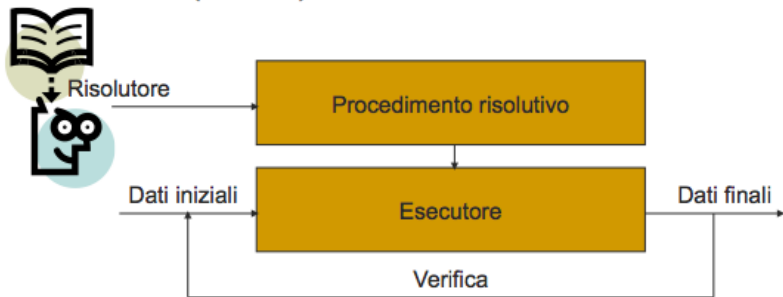 Risolutore
Procedimento risolutivo
Dati iniziali
Esecutore
Dati finali
Verifica